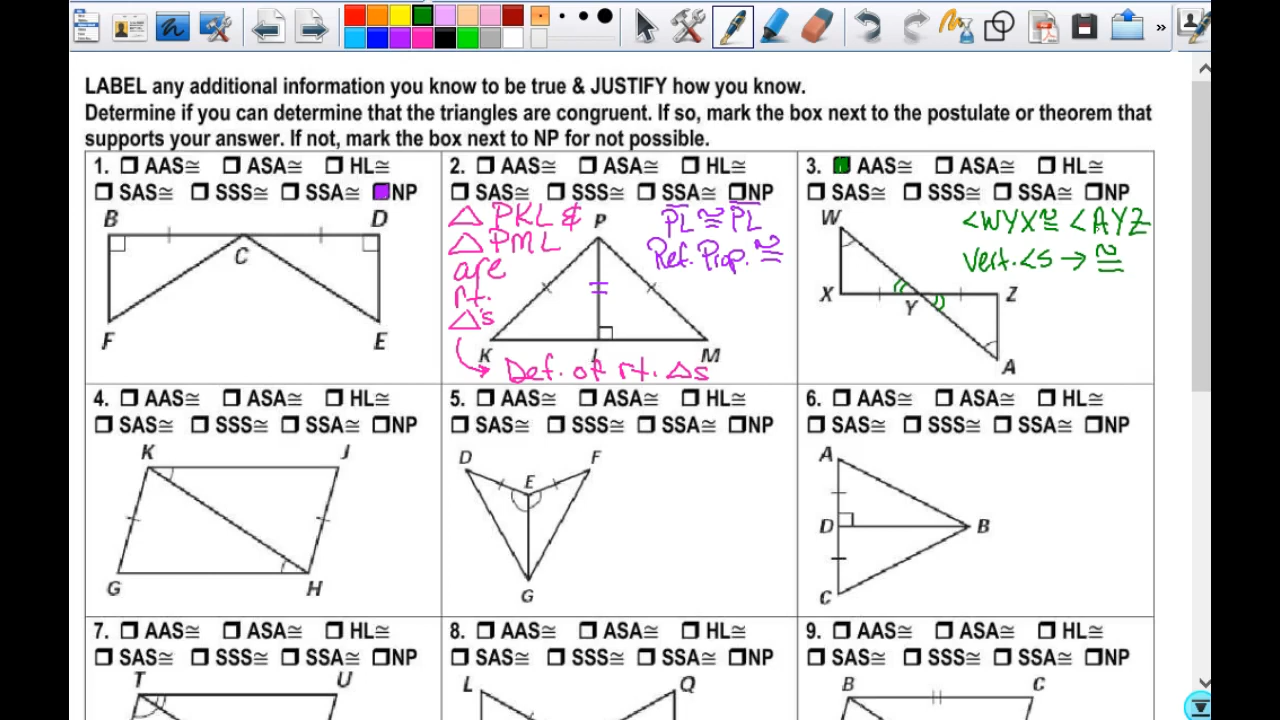 LABEL any additional information you know to be true & JUSTIFY how you know.
Determine if you can determine that the triangles are congruent. If so, mark the box next to the postulate or theorem that
supports your answer. If not, mark the box next to NP for not possible.
1. ❒ AAS≅ ❒ ASA≅ ❒ HL≅
❒ SAS≅ ❒ SSS≅ ❒ SSA≅ ❒NP
B D
C
F E
2. ❒ AAS≅ ❒ ASA≅ ❒ HL≅
❒ SAS≅ ❒ SSS≅ ❒ SSA≅ ❒NP
△ PKL &
△ PML
are
rt.
△'s
Def. of rt. △s
PL ≅ PL
Ref. Prop. ≅
P
K L M
3. ❒ AAS≅ ❒ ASA≅ ❒ HL≅
❒ SAS≅ ❒ SSS≅ ❒ SSA≅ ❒NP
<WYX≅ <AYZ
Vert. <s → ≅
W
X Y Z
A
4. ❒ AAS≅ ❒ ASA≅ ❒ HL≅
❒ SAS≅ ❒ SSS≅ ❒ SSA≅ ❒NP
K J
G H
5. ❒ AAS≅ ❒ ASA≅ ❒ HL≅
❒ SAS≅ ❒ SSS≅ ❒ SSA≅ ❒NP
D F
E
G
6. ❒ AAS≅ ❒ ASA≅ ❒ HL≅
❒ SAS≅ ❒ SSS≅ ❒ SSA≅ ❒NP
A
D B
C
7. ❒ AAS≅ ❒ ASA≅ ❒ HL≅
❒ SAS≅ ❒ SSS≅ ❒ SSA≅ ❒NP
T U
8. ❒ AAS≅ ❒ ASA≅ ❒ HL≅
❒ SAS≅ ❒ SSS≅ ❒ SSA≅ ❒NP
L Q
9. ❒ AAS≅ ❒ ASA≅ ❒ HL≅
❒ SAS≅ ❒ SSS≅ ❒ SSA≅ ❒NP
B C